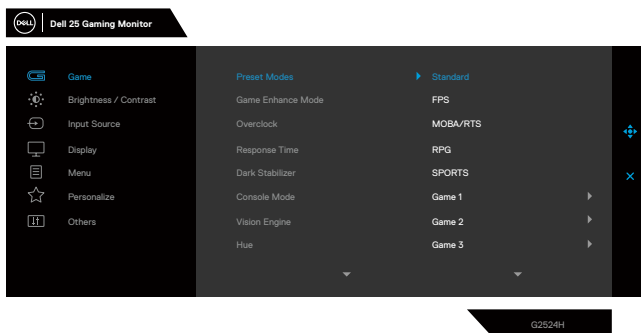 DELL Dell 25 Gaming Monitor
Game Preset Modes Standard
Brightness / Contrast Game Enhance Mode FPS
Input Source Overclock MOBA/RTS
Display Response Time RPG
Menu Dark Stabilizer SPORTS
Personalize Console Mode Game 1
Others Vision Engine Game 2
Hue Game 3
G2524H